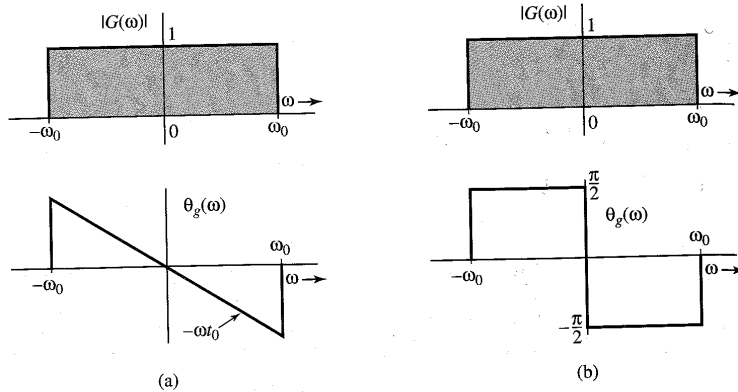 |G(ω)|
1
ω
-ω₀
0
ω₀
θg(ω)
ω₀
-ω₀
ω
-ωt₀
(a)
|G(ω)|
1
ω
-ω₀
0
ω₀
π/2
θg(ω)
ω₀
-ω₀
ω
-π/2
(b)